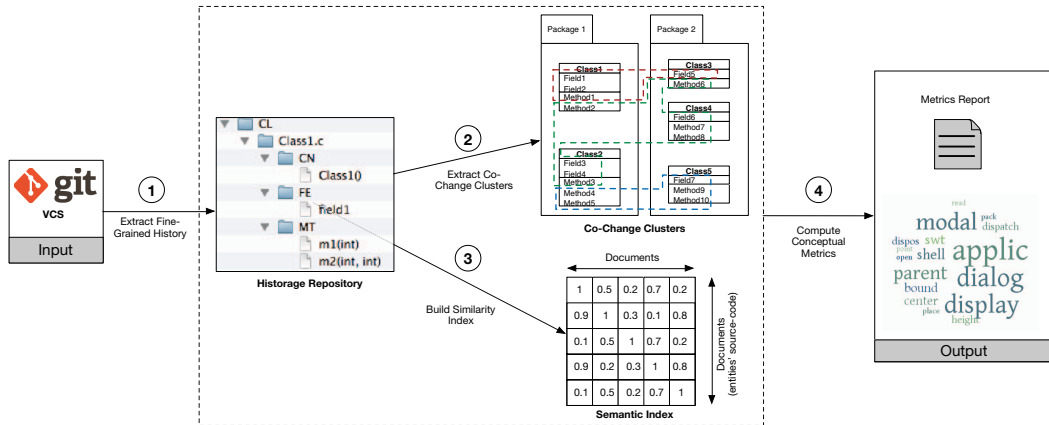 git
VCS
Input
1
Extract Fine-
Grained History
CL
Class1.c
CN
Class1()
FE
field1
MT
m1(int)
m2(int, int)
Historage Repository
2
Extract Co-
Change Clusters
3
Build Similarity
Index
Package 1
Class1
Field1
Field2
Method1
Method2
Class2
Field3
Field4
Method3
Method4
Method5
Package 2
Class3
Field5
Method6
Class4
Field6
Method7
Method8
Class5
Field7
Method9
Method10
Co-Change Clusters
Documents
1 0.5 0.2 0.7 0.2
0.9 1 0.3 0.1 0.8
0.1 0.5 1 0.7 0.2
0.9 0.2 0.3 1 0.8
0.1 0.5 0.2 0.7 1
Documents
(entities' source-code)
Semantic Index
4
Compute
Conceptual
Metrics
Metrics Report
read
modal pack
dispatch
dispos swt
point
open shell applic
parent dialog
bound
center display
place
height
Output